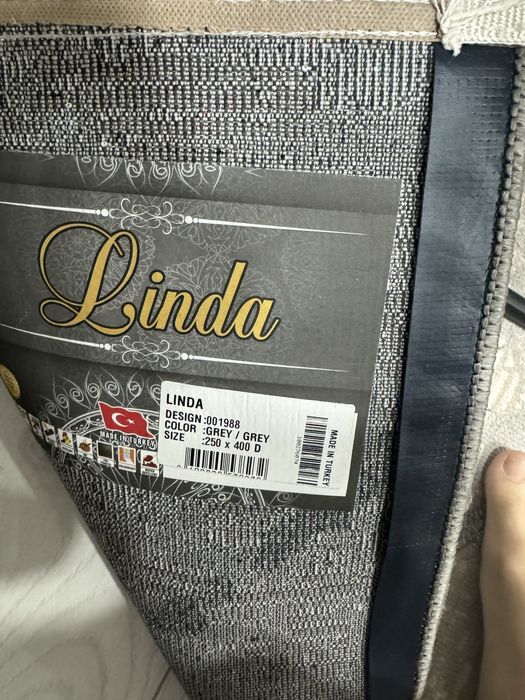 Linda
MADE IN TURKEY
LINDA
DESIGN :001988
COLOR :GREY / GREY
SIZE :250 x 400 D
MADE IN TURKEY